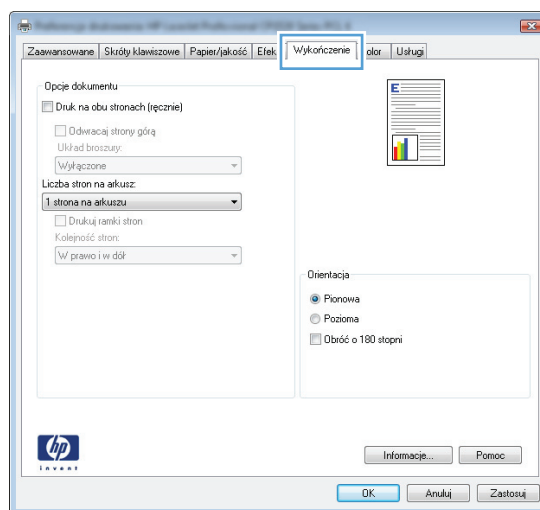 Zaawansowane Skróty klawiszowe Papier/jakość Efek Wykończenie olor Usługi
Opcje dokumentu
Druk na obu stronach (ręcznie)
Odwracaj strony górą
Układ broszury:
Wyłączone
Liczba stron na arkusz:
1 strona na arkuszu
Drukuj ramki stron
Kolejność stron:
W prawo i w dół
E
Orientacja
Pionowa
Pozioma
Obróć o 180 stopni
hp
invent
Informacje... Pomoc
OK Anuluj Zastosuj